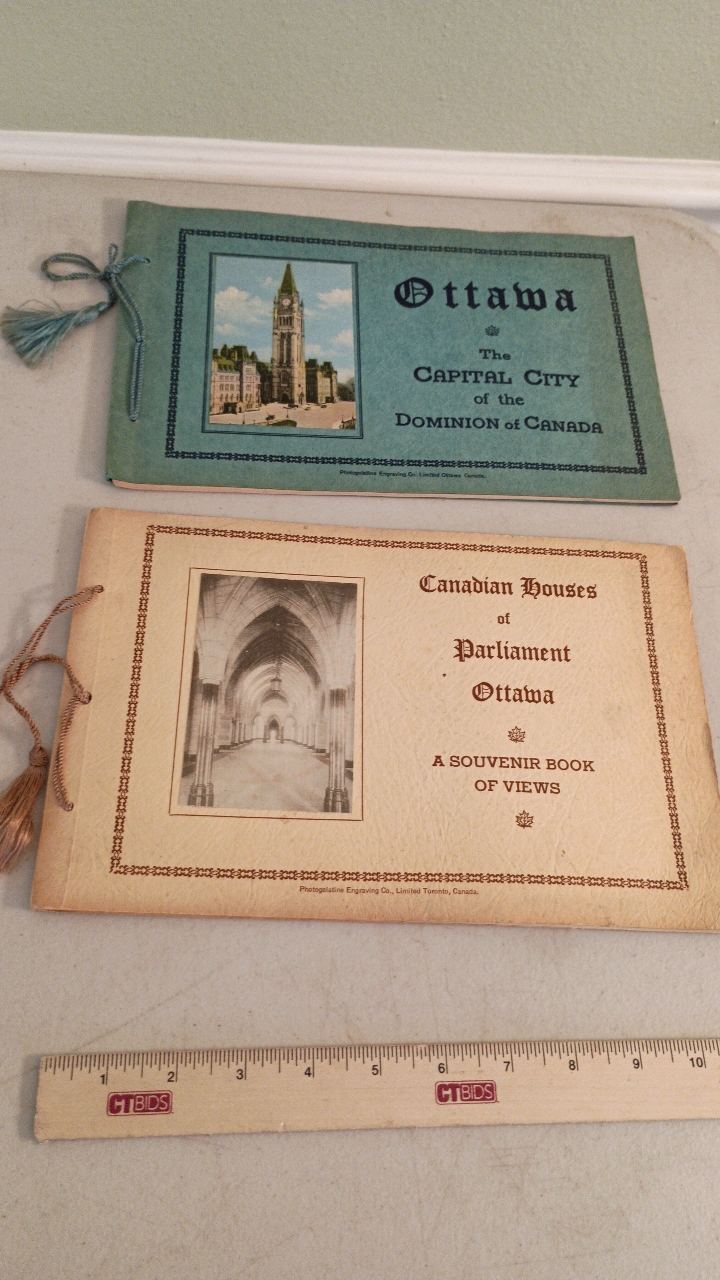 Ottawa
The
CAPITAL CITY
of the
DOMINION of CANADA
Photogelatine Engraving Co. Limited Ottawa, Canada.
Canadian Houses
of
Parliament
Ottawa
A SOUVENIR BOOK
OF VIEWS
Photogelatine Engraving Co., Limited Toronto, Canada.
1 2 3 4 5 6 7 8 9 10
CTBIDS CTBIDS